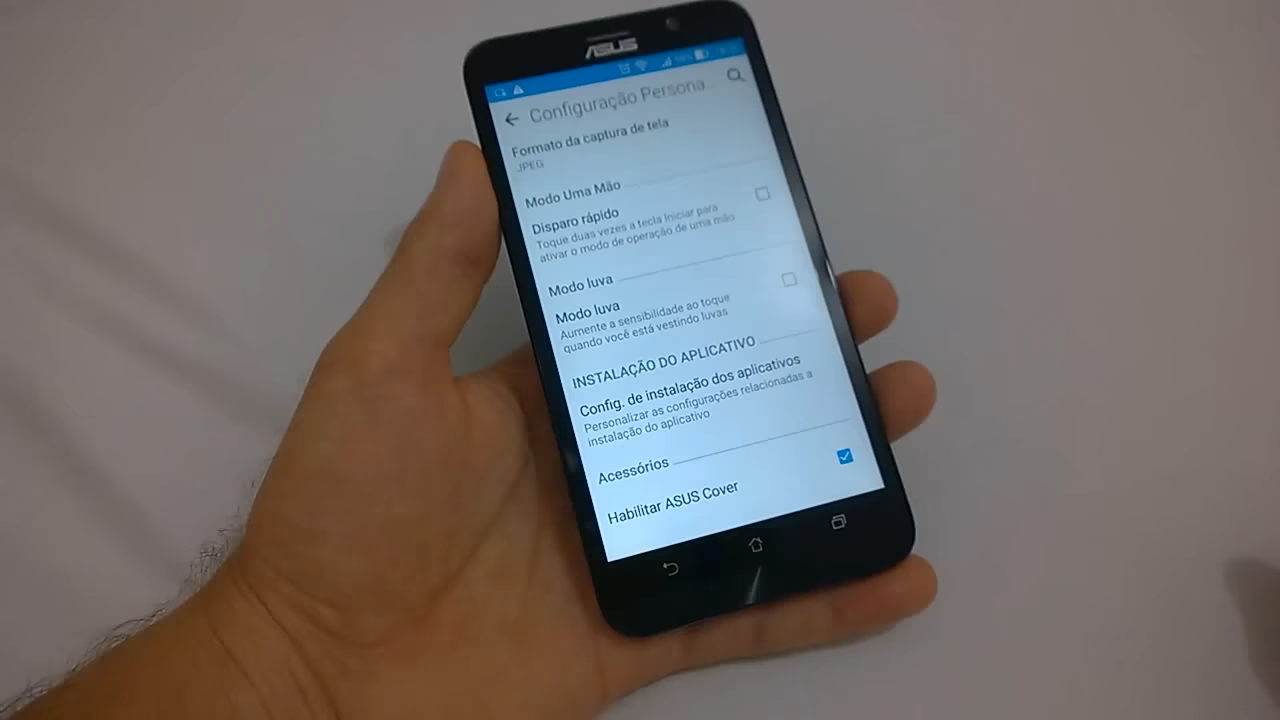 ASUS
Configuração Persona...
Formato da captura de tela
JPEG
Modo Uma Mão
Disparo rápido
Toque duas vezes a tecla Iniciar para
ativar o modo de operação de uma mão
Modo luva
Modo luva
Aumente a sensibilidade ao toque
quando você está vestindo luvas
INSTALAÇÃO DO APLICATIVO
Config. de instalação dos aplicativos
Personalizar as configurações relacionadas a
instalação do aplicativo
Acessórios
Habilitar ASUS Cover